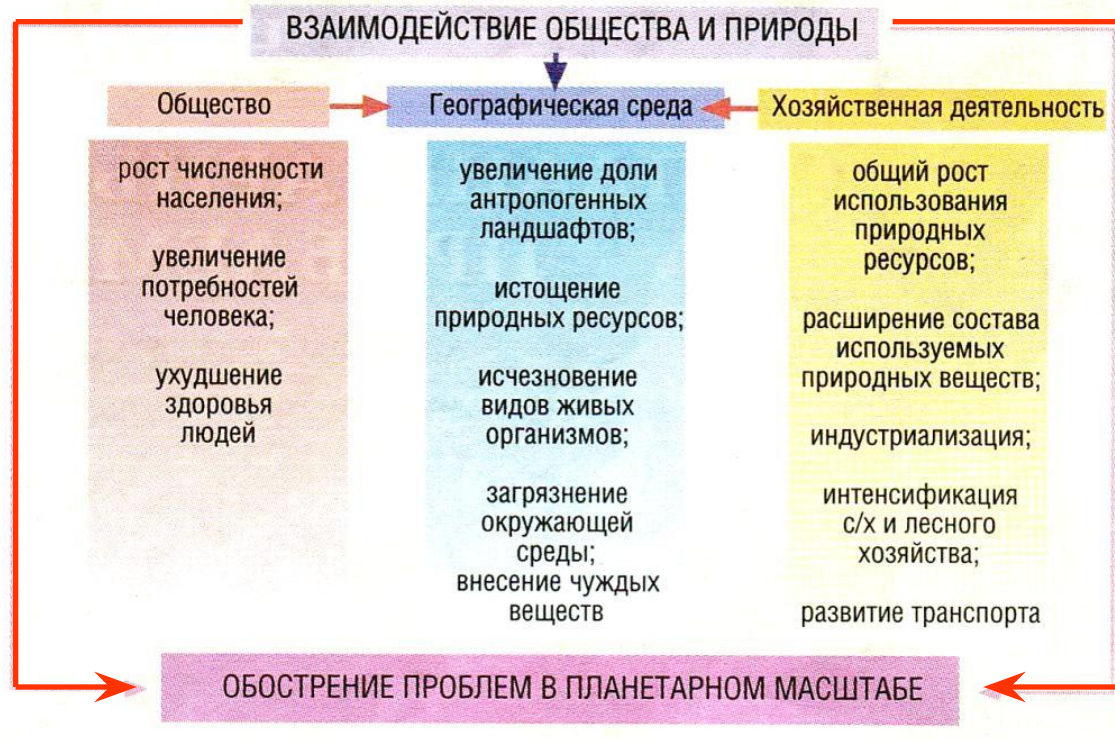 ВЗАИМОДЕЙСТВИЕ ОБЩЕСТВА И ПРИРОДЫ
Общество
рост численности
населения;
увеличение
потребностей
человека;
ухудшение
здоровья
людей
Географическая среда
увеличение доли
антропогенных
ландшафтов;
истощение
природных ресурсов;
исчезновение
видов живых
организмов;
загрязнение
окружающей
среды;
внесение чуждых
веществ
Хозяйственная деятельность
общий рост
использования
природных
ресурсов;
расширение состава
используемых
природных веществ;
индустриализация;
интенсификация
с/х и лесного
хозяйства;
развитие транспорта
ОБОСТРЕНИЕ ПРОБЛЕМ В ПЛАНЕТАРНОМ МАСШТАБЕ